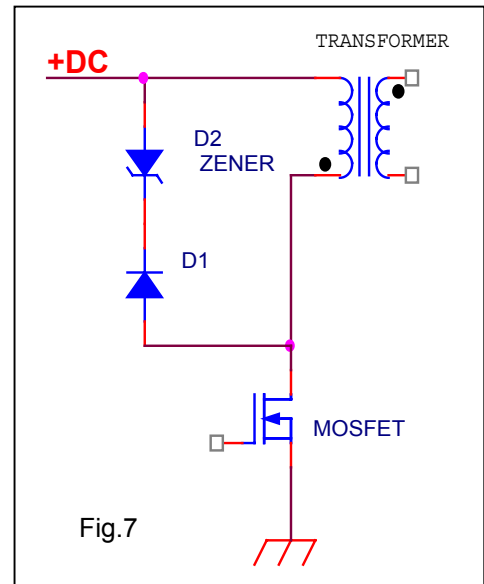 TRANSFORMER
+DC
D2
ZENER
D1
MOSFET
Fig.7